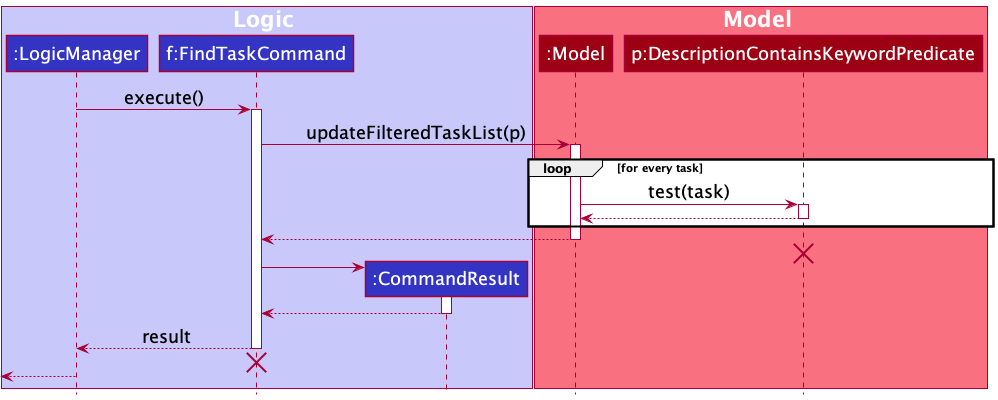 Logic
Model
:LogicManager
f:FindTaskCommand
:Model
p:DescriptionContainsKeywordPredicate
execute()
updateFilteredTaskList(p)
loop
[for every task]
test(task)
:CommandResult
result